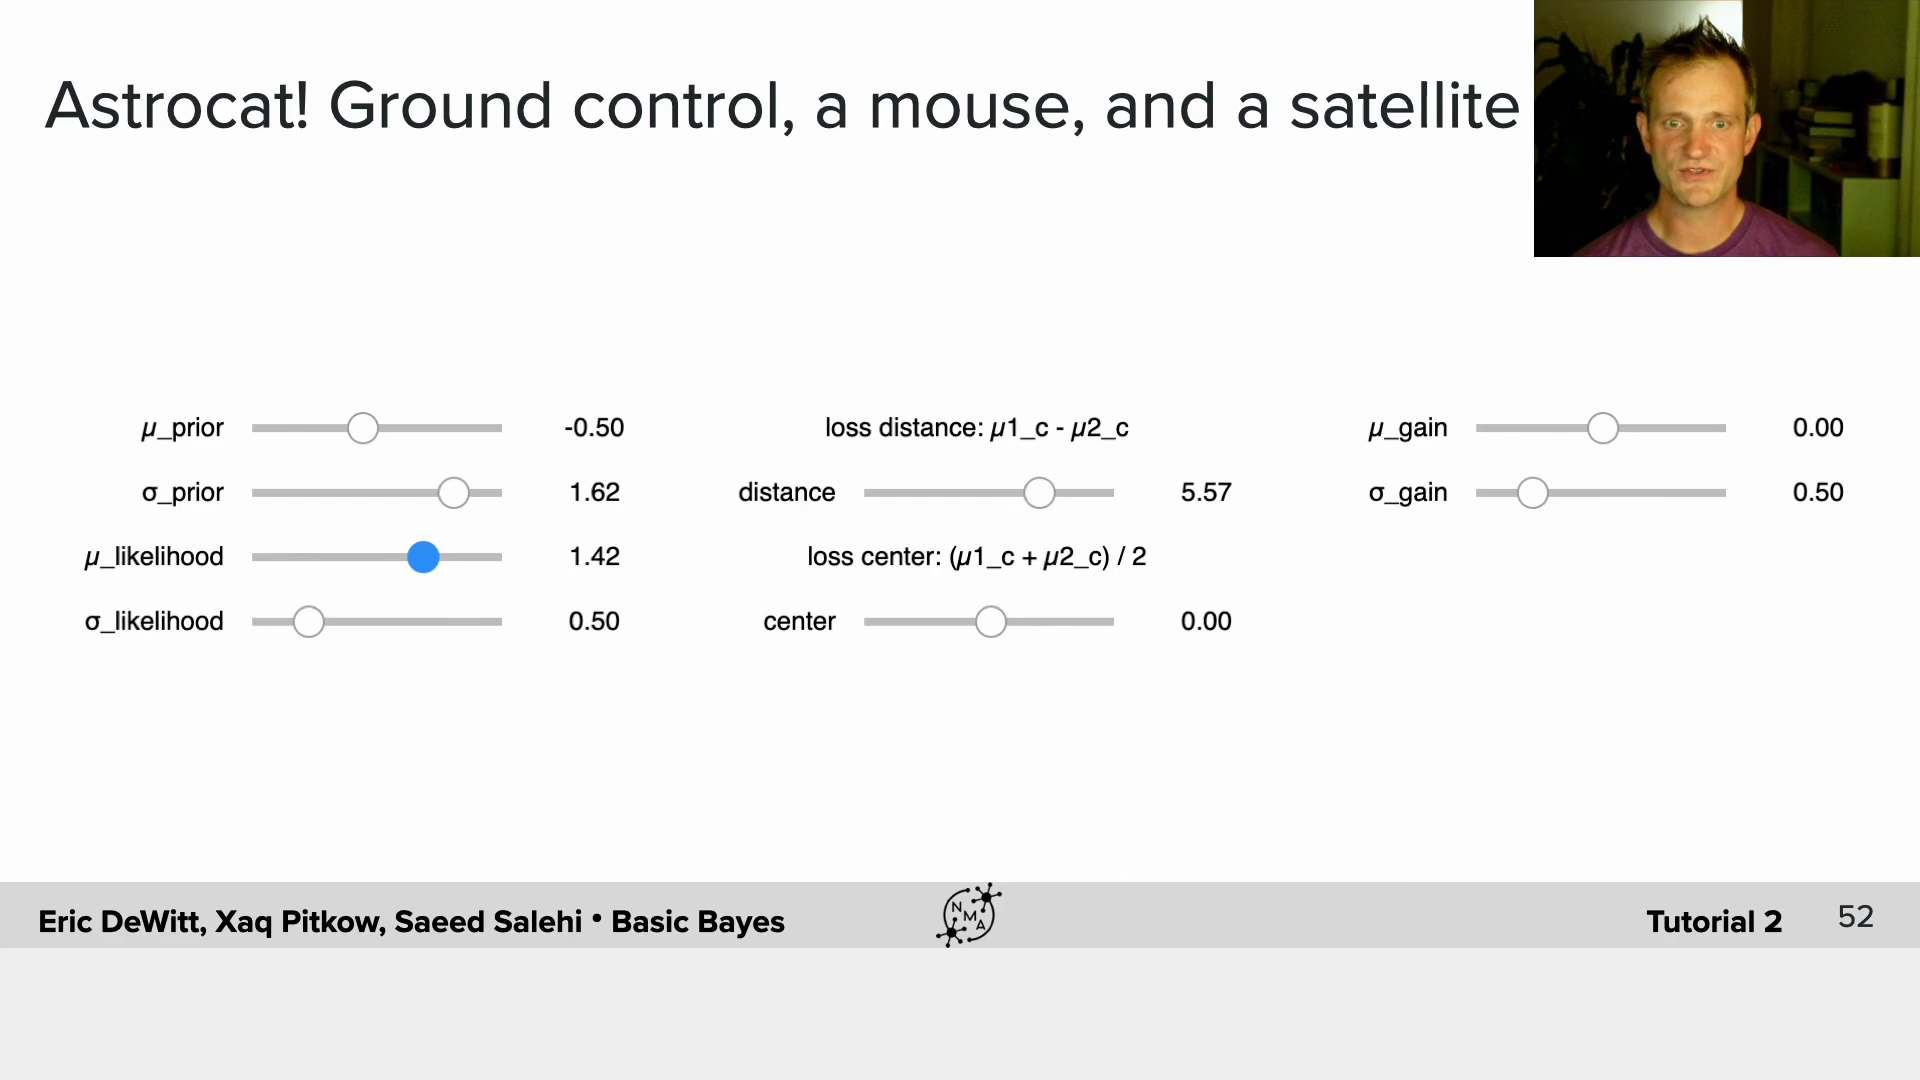 Astrocat! Ground control, a mouse, and a satellite
μ_prior -0.50
σ_prior 1.62
μ_likelihood 1.42
σ_likelihood 0.50
loss distance: μ1_c - μ2_c
distance 5.57
loss center: (μ1_c + μ2_c) / 2
center 0.00
μ_gain 0.00
σ_gain 0.50
Eric DeWitt, Xaq Pitkow, Saeed Salehi • Basic Bayes
N
M
A
Tutorial 2 52